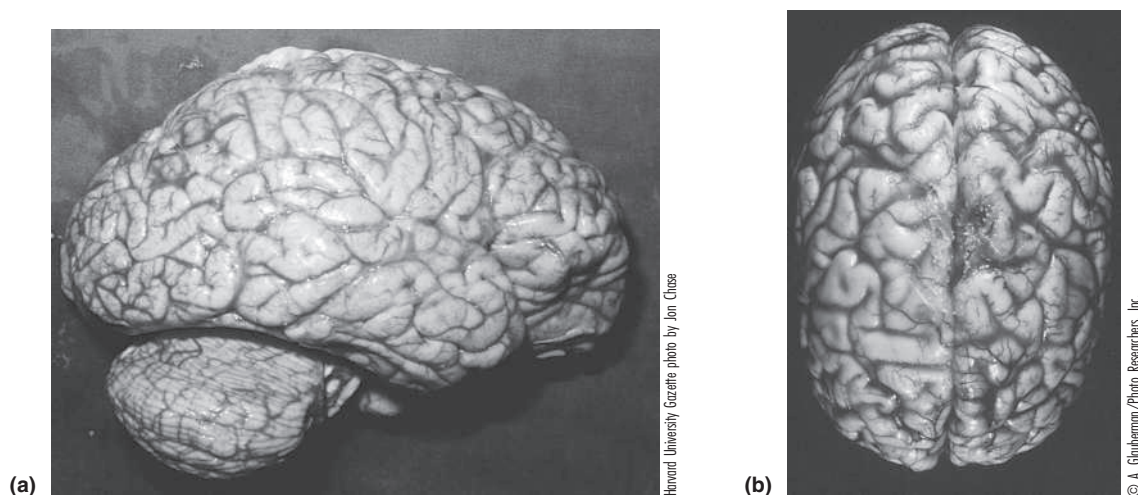 (a)
Harvard University Gazette photo by Jon Chase
(b)
© A. Glauberman/Photo Researchers, Inc.